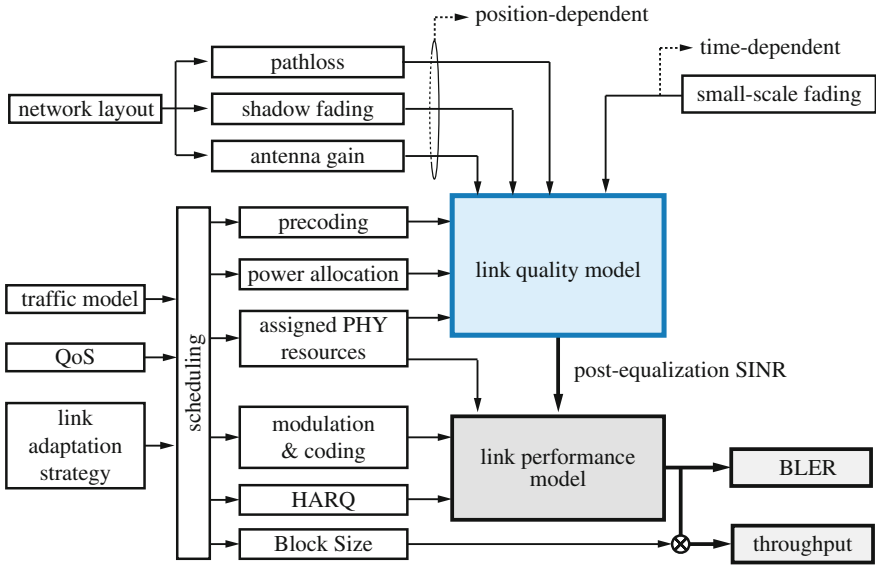 position-dependent
time-dependent
pathloss
network layout
shadow fading
small-scale fading
antenna gain
precoding
power allocation
link quality model
traffic model
assigned PHY
resources
QoS
scheduling
post-equalization SINR
link
adaptation
strategy
modulation
& coding
link performance
model
BLER
HARQ
Block Size
throughput